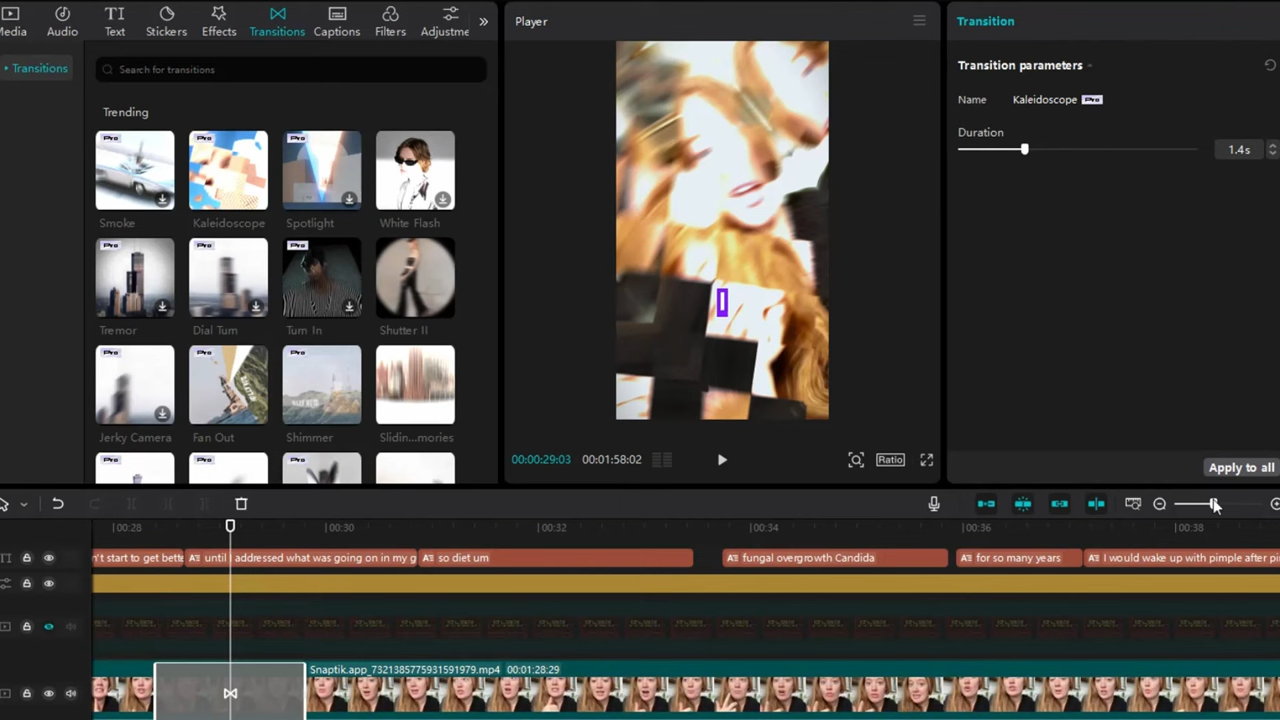 Media Audio Text Stickers Effects Transitions Captions Filters Adjustme »
Transitions
Search for transitions
Trending
Pro Pro Pro
Smoke Kaleidoscope Spotlight White Flash
Pro Pro Pro
Tremor Dial Turn Turn In Shutter II
Pro Pro Pro
Jerky Camera Fan Out Shimmer Slidin...mories
Pro Pro
Player
00:00:29:03 00:01:58:02
Ratio
Transition
Transition parameters
Name Kaleidoscope Pro
Duration
1.4s
Apply to all
00:28 00:30 00:32 00:34 00:36 00:38
n't start to get bette
until I addressed what was going on in my g
so diet um
fungal overgrowth Candida
for so many years
I would wake up with pimple after pi
Snaptik.app_7321385775931591979.mp4 00:01:28:29